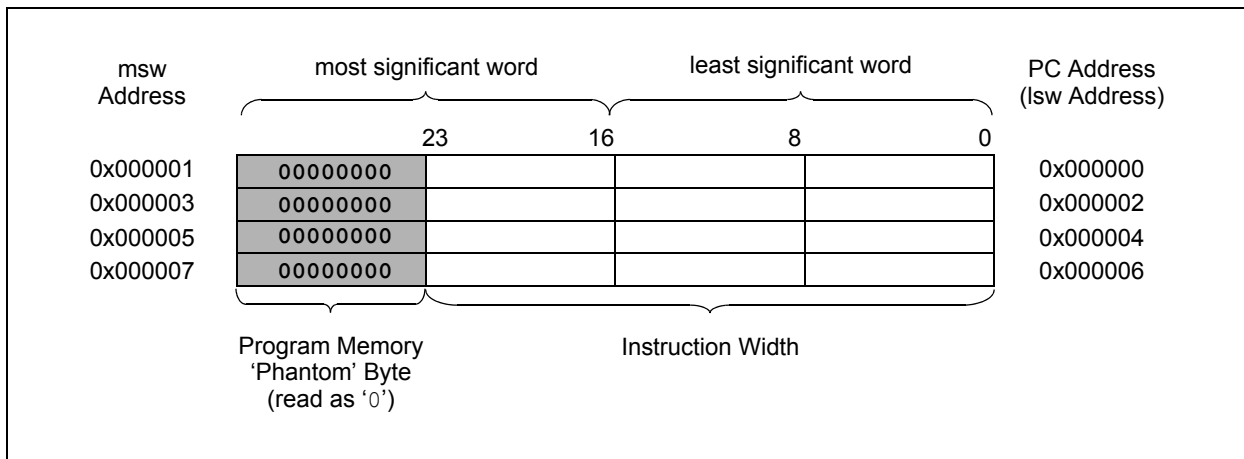 msw
Address
most significant word
least significant word
PC Address
(lsw Address)
23
16
8
0
0x000001
00000000
0x000000
0x000003
00000000
0x000002
0x000005
00000000
0x000004
0x000007
00000000
0x000006
Program Memory
‘Phantom’ Byte
(read as ‘0’)
Instruction Width